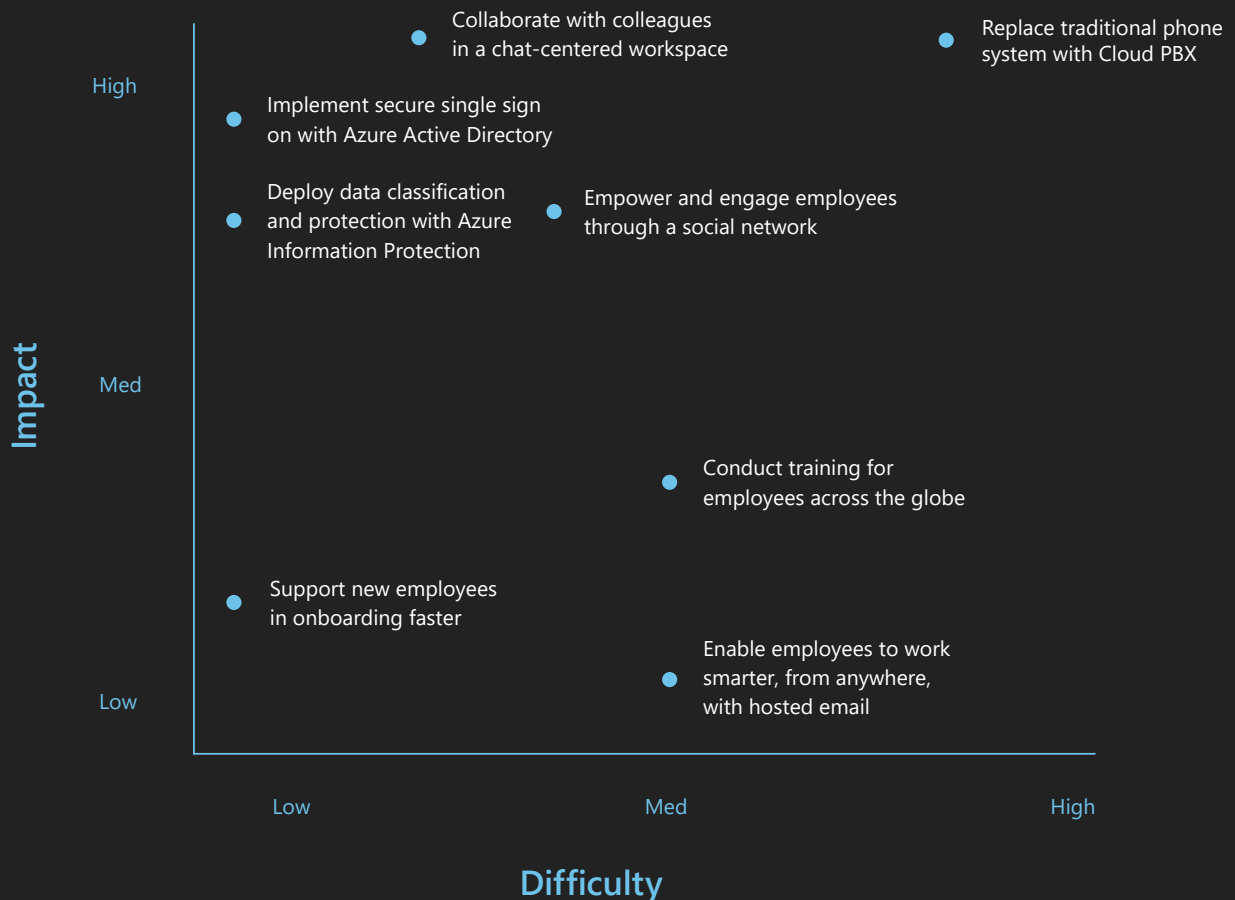 Collaborate with colleagues
in a chat-centered workspace
Replace traditional phone
system with Cloud PBX
High
Implement secure single sign
on with Azure Active Directory
Deploy data classification
and protection with Azure
Information Protection
Empower and engage employees
through a social network
Impact
Med
Conduct training for
employees across the globe
Support new employees
in onboarding faster
Enable employees to work
smarter, from anywhere,
with hosted email
Low
Low
Med
High
Difficulty